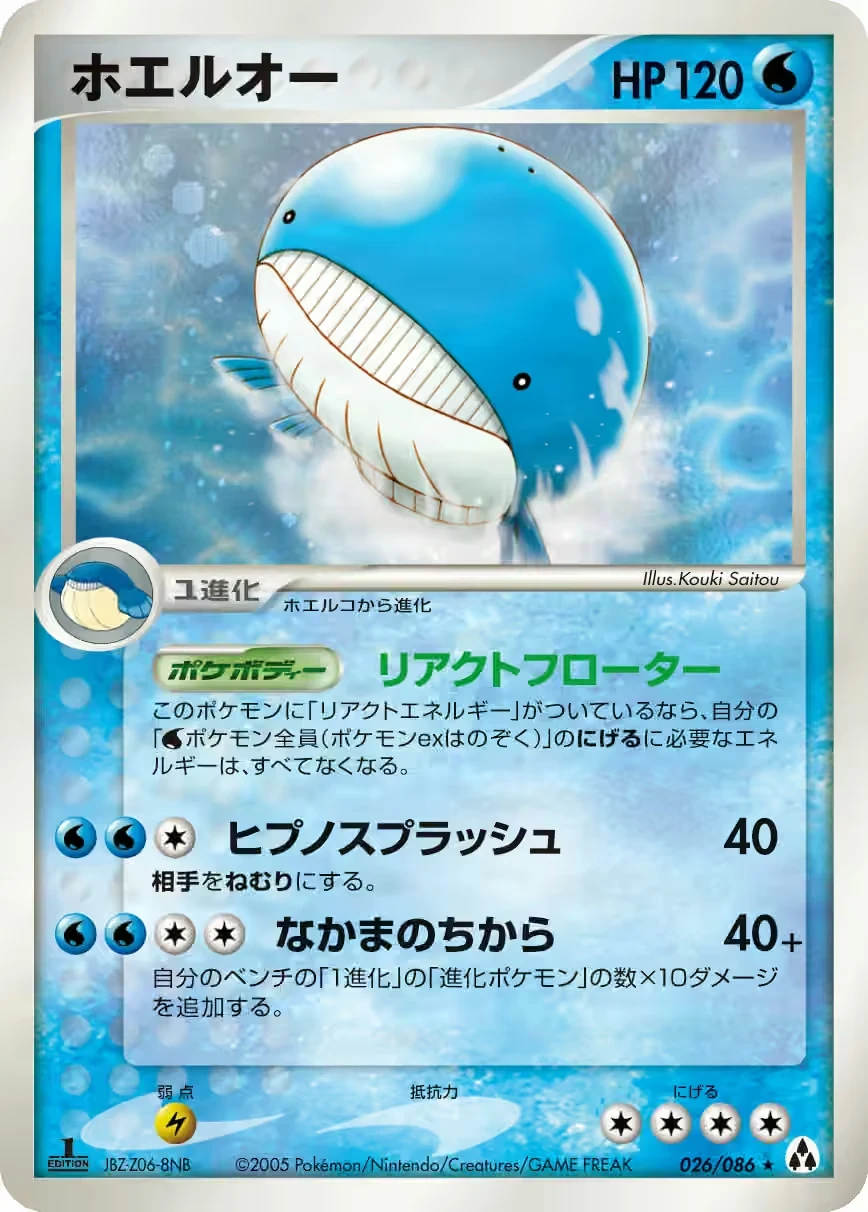 ホエルオー HP120
Illus.Kouki Saitou
1進化
ホエルコから進化
ポケボディー リアクトフローター
このポケモンに「リアクトエネルギー」がついているなら、自分の
「ポケモン全員(ポケモンexはのぞく)」のにげるに必要なエネ
ルギーは、すべてなくなる。
ヒプノスプラッシュ 40
相手をねむりにする。
なかまのちから 40+
自分のベンチの「1進化」の「進化ポケモン」の数×10ダメージ
を追加する。
弱点 抵抗力 にげる
1 EDITION JBZ-Z06-8NB ©2005 Pokémon/Nintendo/Creatures/GAME FREAK 026/086 ★